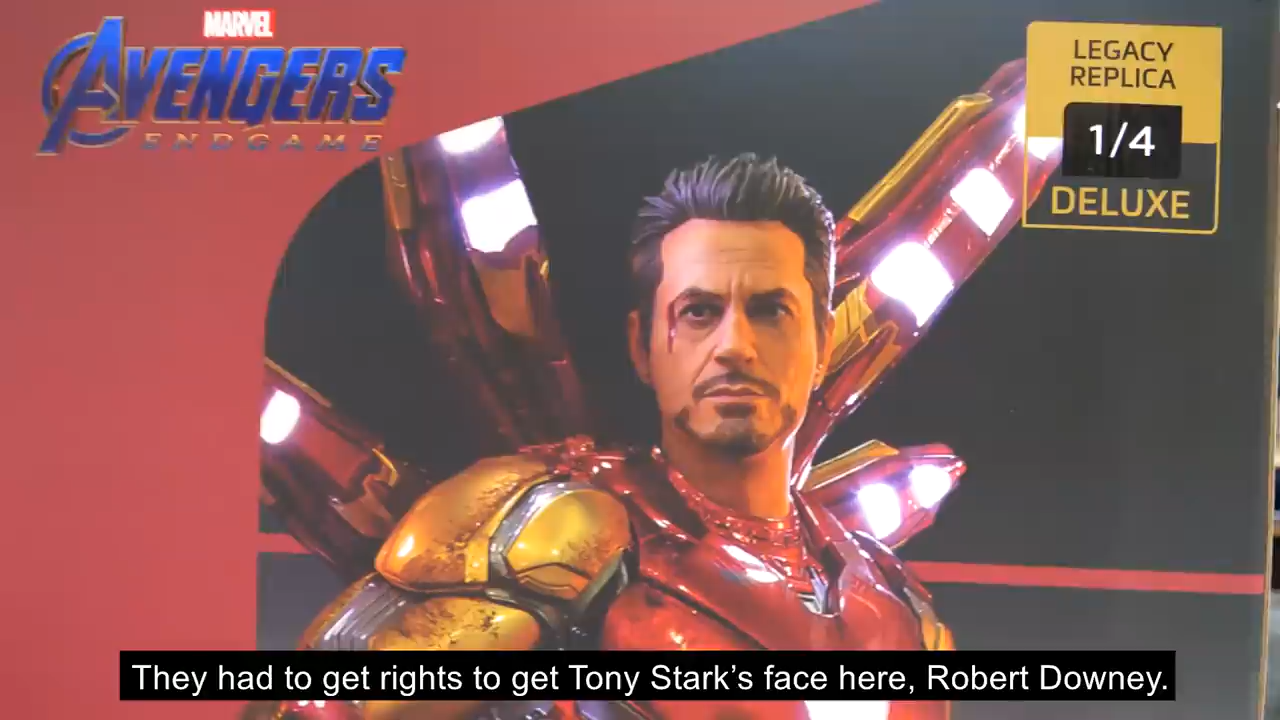 MARVEL
AVENGERS
ENDGAME
LEGACY
REPLICA
1/4
DELUXE
They had to get rights to get Tony Stark’s face here, Robert Downey.